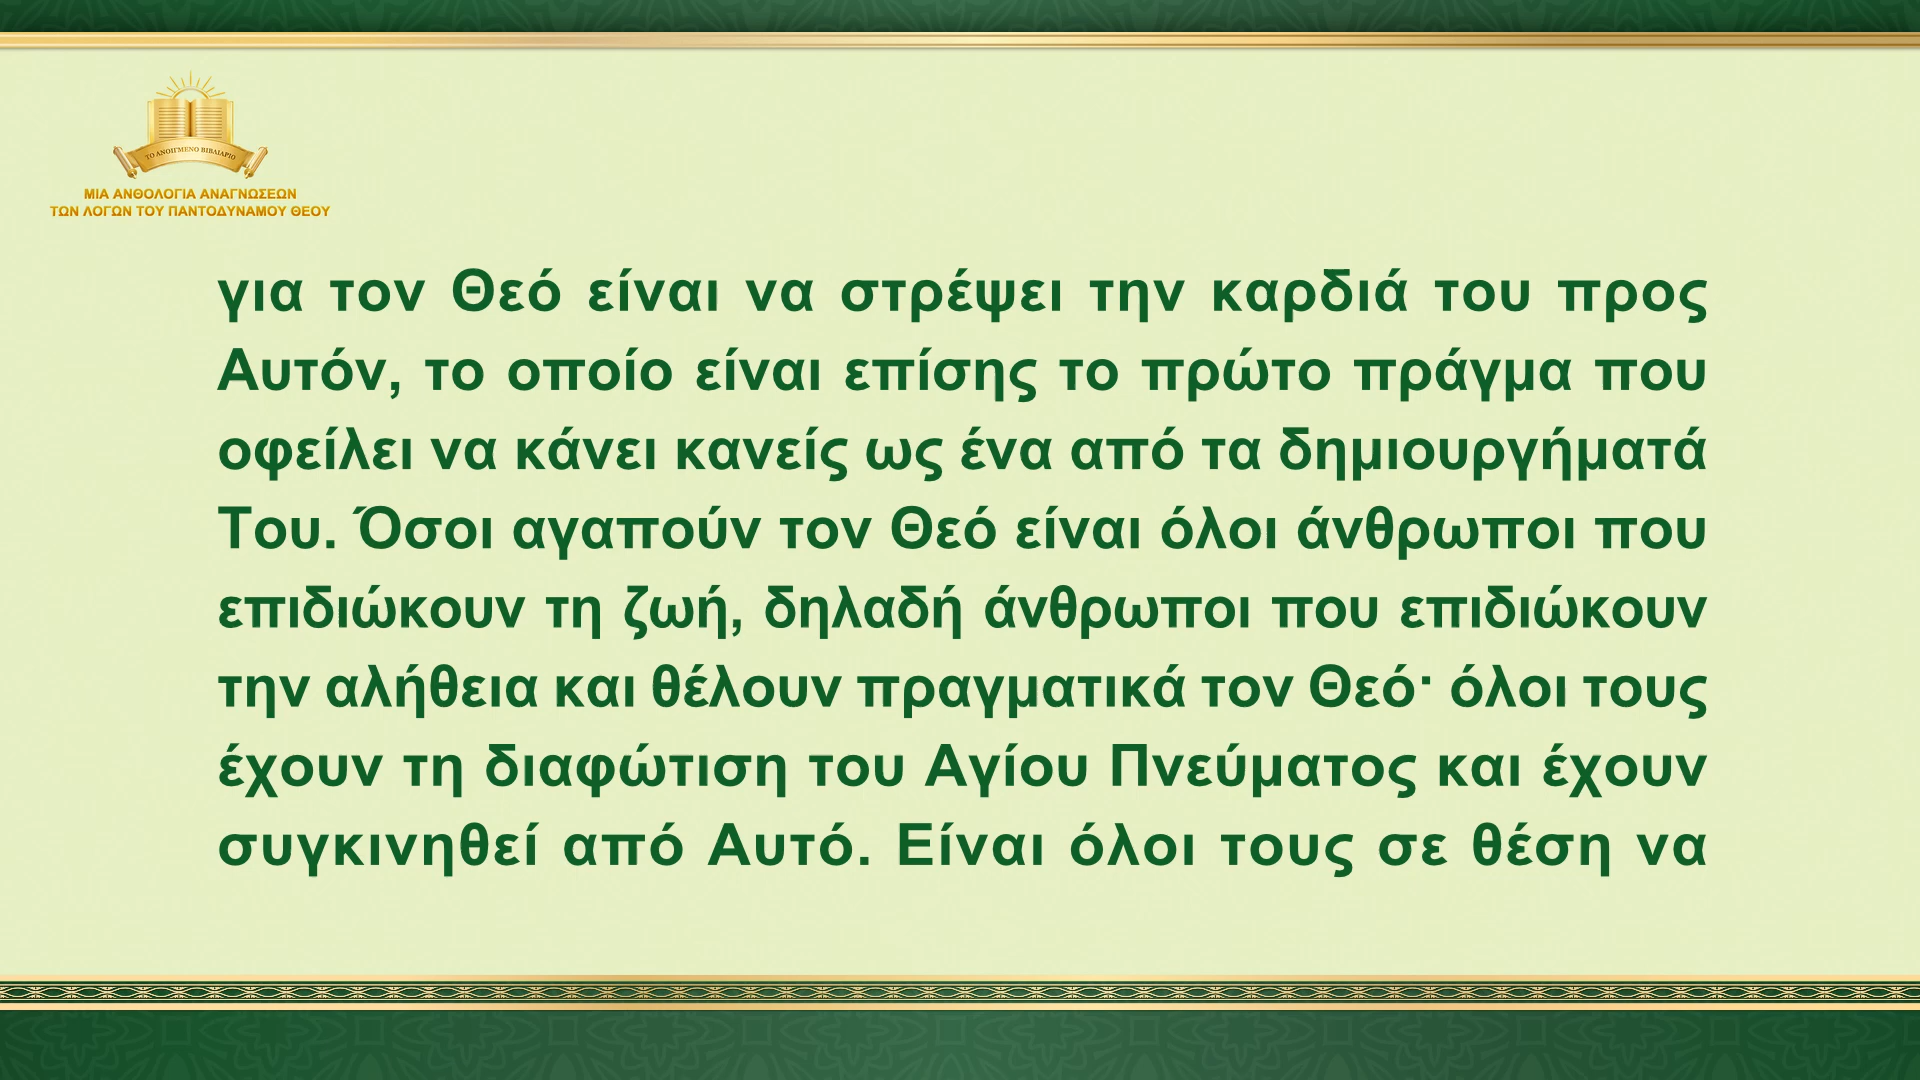 ΤΟ ΑΝΟΙΓΜΕΝΟ ΒΙΒΛΙΑΡΙΟ
ΜΙΑ ΑΝΘΟΛΟΓΙΑ ΑΝΑΓΝΩΣΕΩΝ
ΤΩΝ ΛΟΓΩΝ ΤΟΥ ΠΑΝΤΟΔΥΝΑΜΟΥ ΘΕΟΥ
για τον Θεό είναι να στρέψει την καρδιά του προς
Αυτόν, το οποίο είναι επίσης το πρώτο πράγμα που
οφείλει να κάνει κανείς ως ένα από τα δημιουργήματά
Του. Όσοι αγαπούν τον Θεό είναι όλοι άνθρωποι που
επιδιώκουν τη ζωή, δηλαδή άνθρωποι που επιδιώκουν
την αλήθεια και θέλουν πραγματικά τον Θεό· όλοι τους
έχουν τη διαφώτιση του Αγίου Πνεύματος και έχουν
συγκινηθεί από Αυτό. Είναι όλοι τους σε θέση να